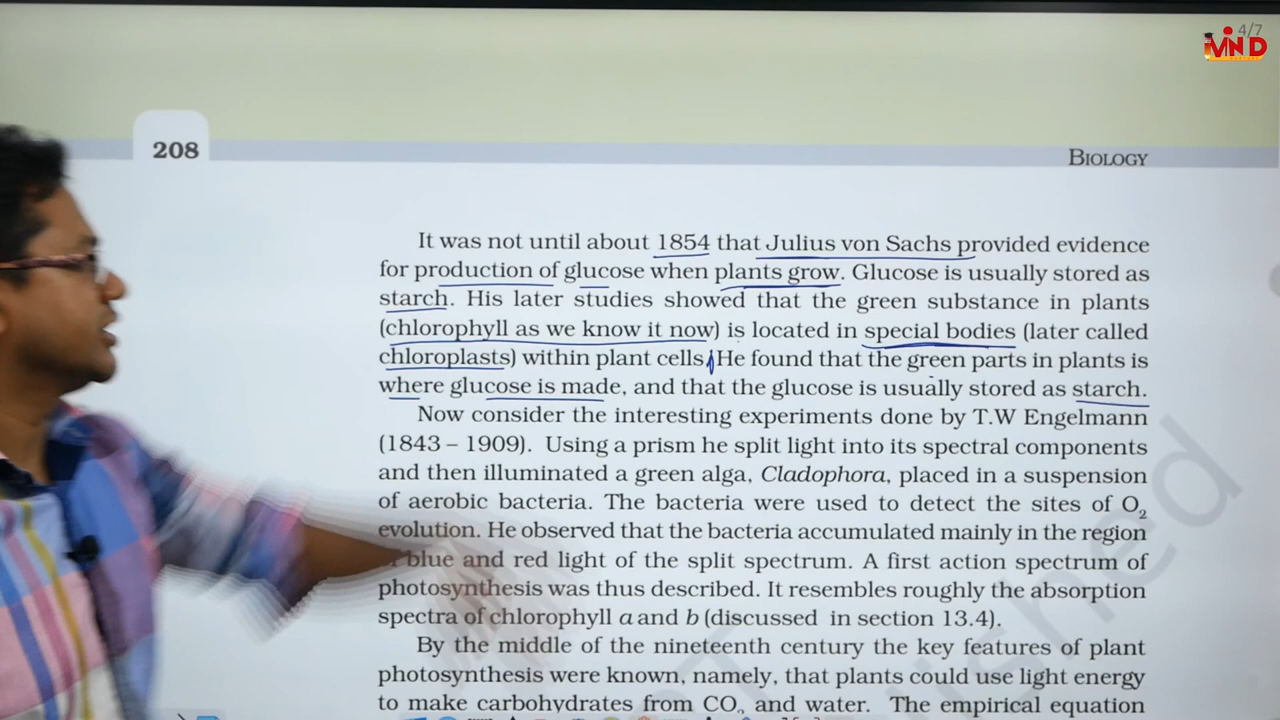 4/7
MIND
208
BIOLOGY
It was not until about 1854 that Julius von Sachs provided evidence
for production of glucose when plants grow. Glucose is usually stored as
starch. His later studies showed that the green substance in plants
(chlorophyll as we know it now) is located in special bodies (later called
chloroplasts) within plant cells. He found that the green parts in plants is
where glucose is made, and that the glucose is usually stored as starch.
Now consider the interesting experiments done by T.W Engelmann
(1843 – 1909). Using a prism he split light into its spectral components
and then illuminated a green alga, Cladophora, placed in a suspension
of aerobic bacteria. The bacteria were used to detect the sites of O₂
evolution. He observed that the bacteria accumulated mainly in the region
blue and red light of the split spectrum. A first action spectrum of
photosynthesis was thus described. It resembles roughly the absorption
spectra of chlorophyll a and b (discussed in section 13.4).
By the middle of the nineteenth century the key features of plant
photosynthesis were known, namely, that plants could use light energy
to make carbohydrates from CO₂ and water. The empirical equation